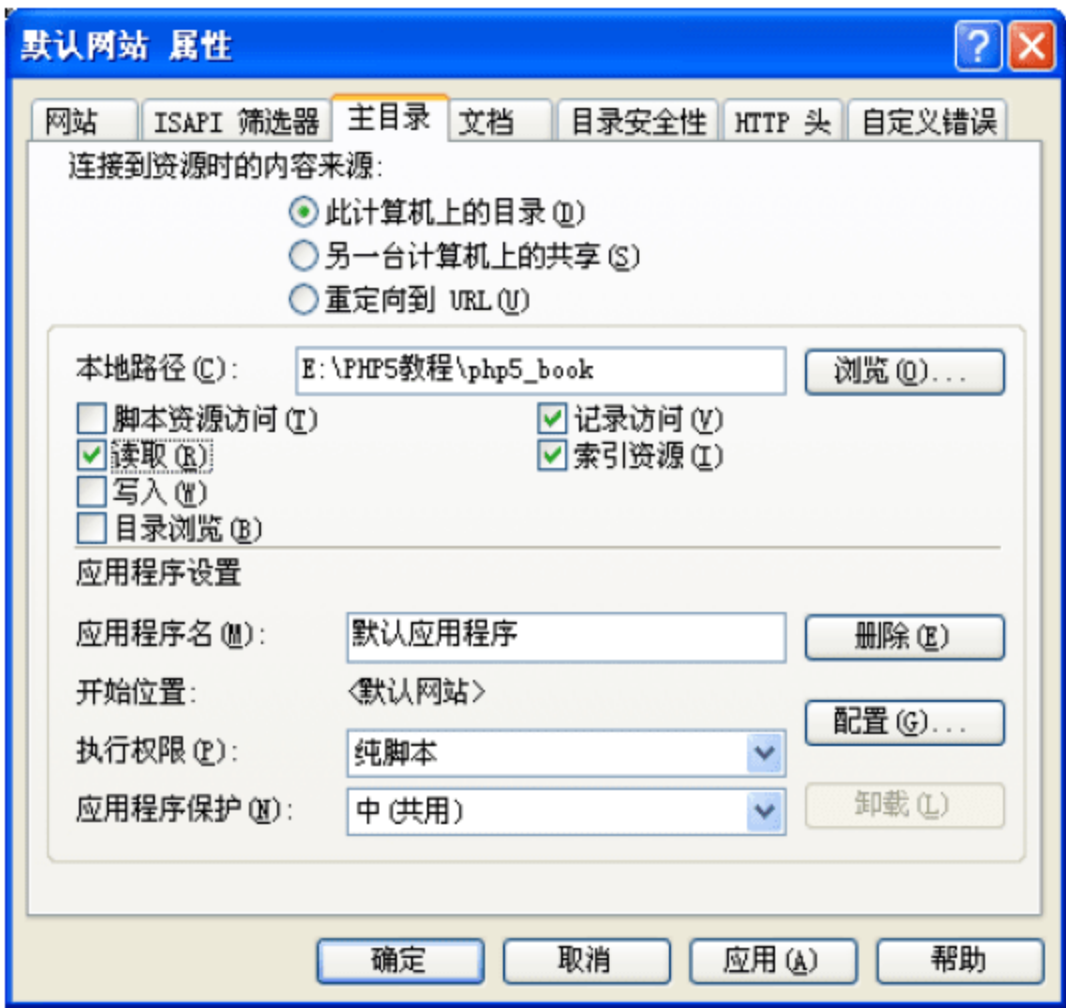 默认网站 属性
网站 ISAPI 筛选器 主目录 文档 目录安全性 HTTP 头 自定义错误
连接到资源时的内容来源:
此计算机上的目录(D)
另一台计算机上的共享(S)
重定向到 URL(U)
本地路径(C): E:\PHP5教程\php5_book 浏览(O)...
脚本资源访问(T) 记录访问(V)
读取(R) 索引资源(I)
写入(W)
目录浏览(B)
应用程序设置
应用程序名(M): 默认应用程序 删除(E)
开始位置: <默认网站>
配置(G)...
执行权限(P): 纯脚本
应用程序保护(N): 中(共用) 卸载(L)
确定 取消 应用(A) 帮助